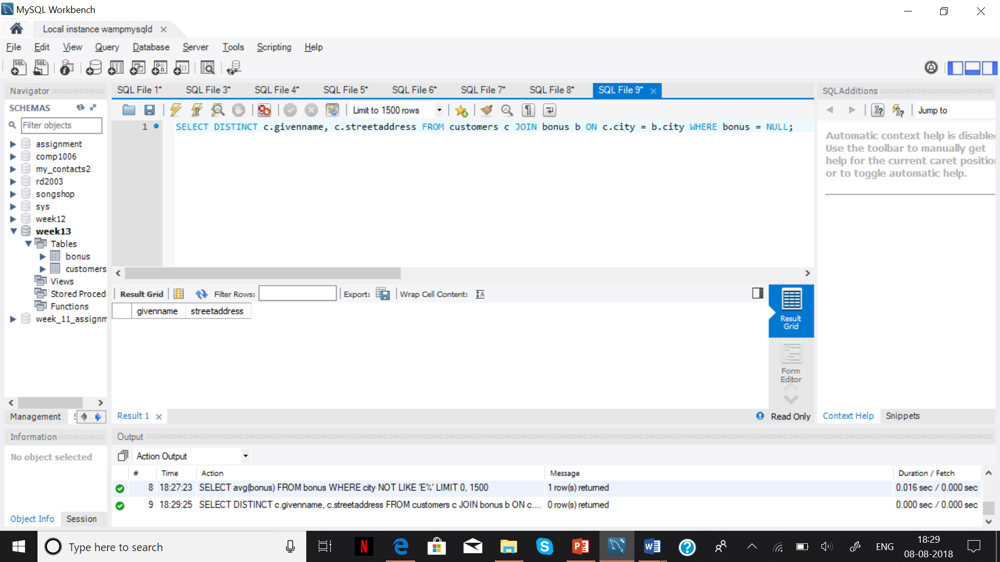 MySQL Workbench
Local instance wampmysqld
File Edit View Query Database Server Tools Scripting Help
Navigator
SCHEMAS
Filter objects
assignment
comp1006
my_contacts2
rd2003
songshop
sys
week12
week13
Tables
bonus
customers
Views
Stored Proced
Functions
week_11_assignm
Management
Information
No object selected
Object Info Session
SQL File 1* SQL File 3* SQL File 4* SQL File 5* SQL File 6* SQL File 7* SQL File 8* SQL File 9*
Limit to 1500 rows
1 SELECT DISTINCT c.givenname, c.streetaddress FROM customers c JOIN bonus b ON c.city = b.city WHERE bonus = NULL;
Result Grid Filter Rows: Export: Wrap Cell Content:
givenname streetaddress
Result Grid
Form Editor
Result 1 Read Only
SQLAdditions
Jump to
Automatic context help is disable
Use the toolbar to manually get
help for the current caret positio
or to toggle automatic help.
Context Help Snippets
Output
Action Output
# Time Action Message Duration / Fetch
8 18:27:23 SELECT avg(bonus) FROM bonus WHERE city NOT LIKE 'E%' LIMIT 0, 1500 1 row(s) returned 0.016 sec / 0.000 sec
9 18:29:25 SELECT DISTINCT c.givenname, c.streetaddress FROM customers c JOIN bonus b ON c.... 0 row(s) returned 0.000 sec / 0.000 sec
Type here to search
ENG
18:29
08-08-2018